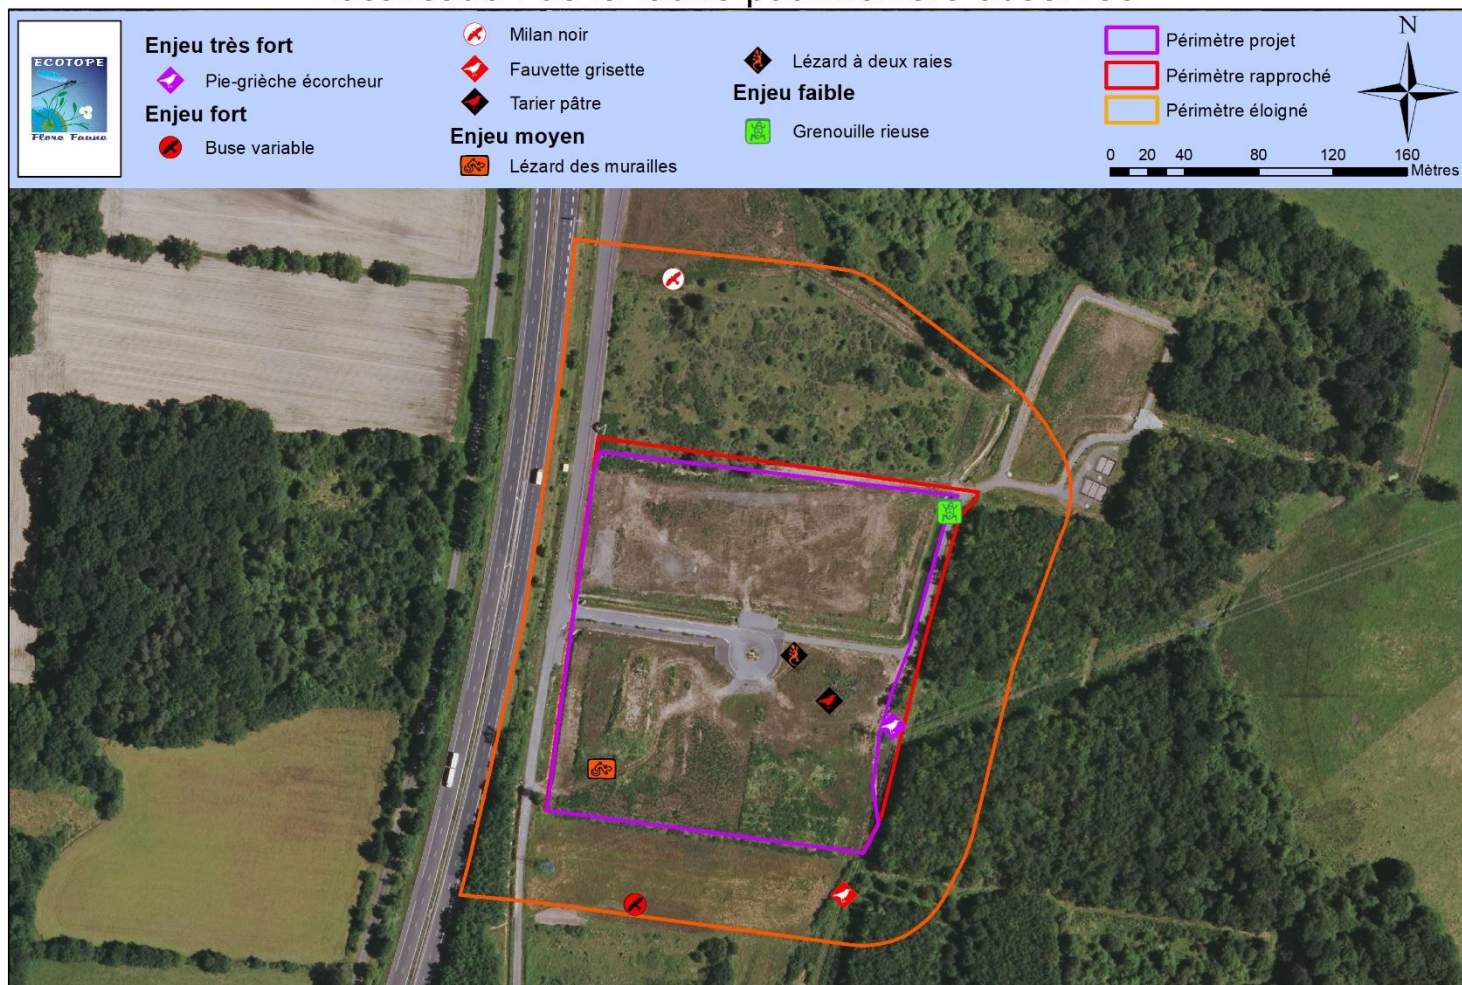 ECOTOPE
Flore Faune
Enjeu très fort
Pie-grièche écorcheur
Enjeu fort
Buse variable
Milan noir
Fauvette grisette
Tarier pâtre
Enjeu moyen
Lézard des murailles
Lézard à deux raies
Enjeu faible
Grenouille rieuse
Périmètre projet
Périmètre rapproché
Périmètre éloigné
N
0 20 40 80 120 160
Mètres